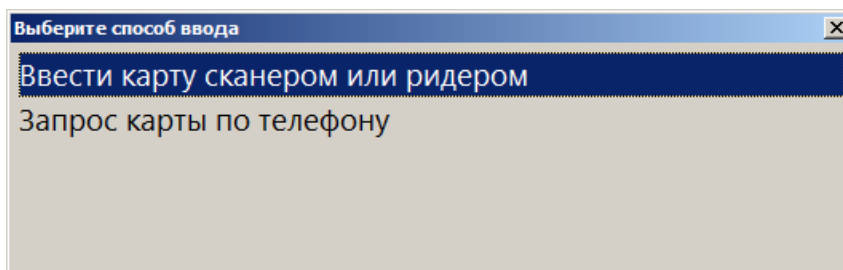 Выберите способ ввода
Ввести карту сканером или ридером
Запрос карты по телефону